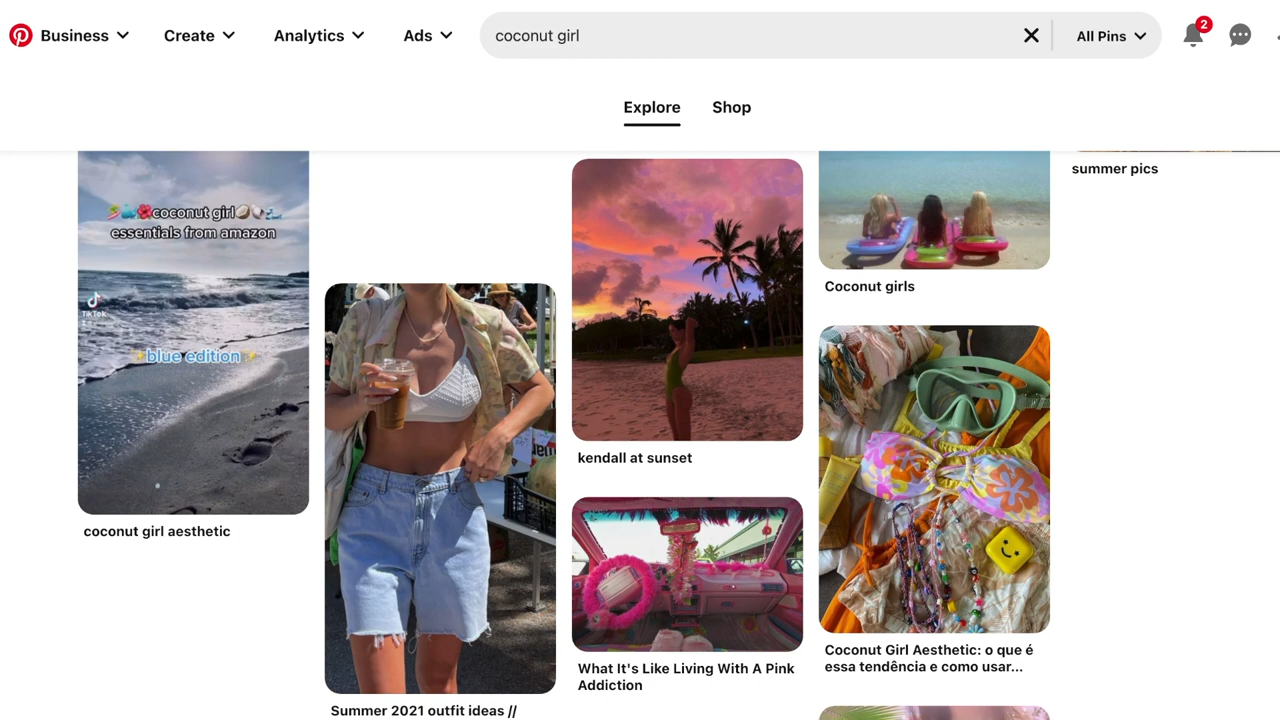 Business
Create
Analytics
Ads
coconut girl
All Pins
2
Explore
Shop
coconut girl
essentials from amazon
TikTok
blue edition
coconut girl aesthetic
Summer 2021 outfit ideas //
kendall at sunset
What It's Like Living With A Pink
Addiction
Coconut girls
Coconut Girl Aesthetic: o que é
essa tendência e como usar...
summer pics